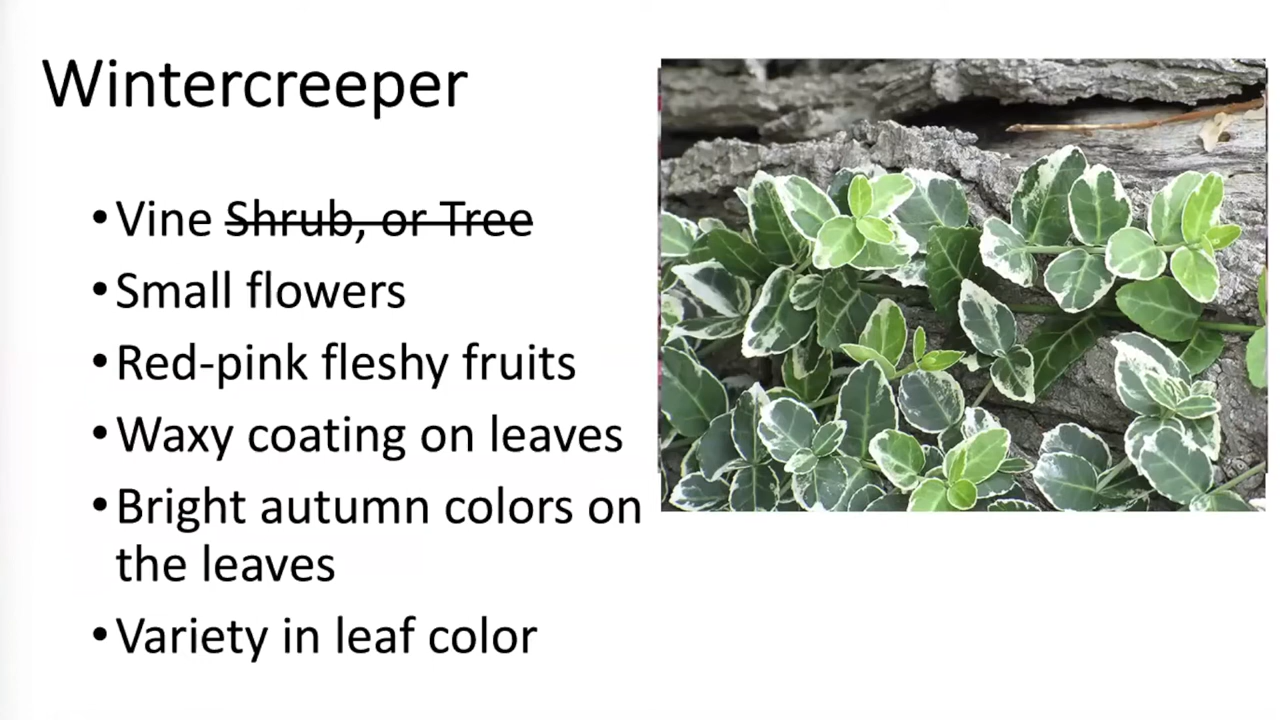 Wintercreeper
•Vine Shrub, or Tree
•Small flowers
•Red-pink fleshy fruits
•Waxy coating on leaves
•Bright autumn colors on
the leaves
•Variety in leaf color